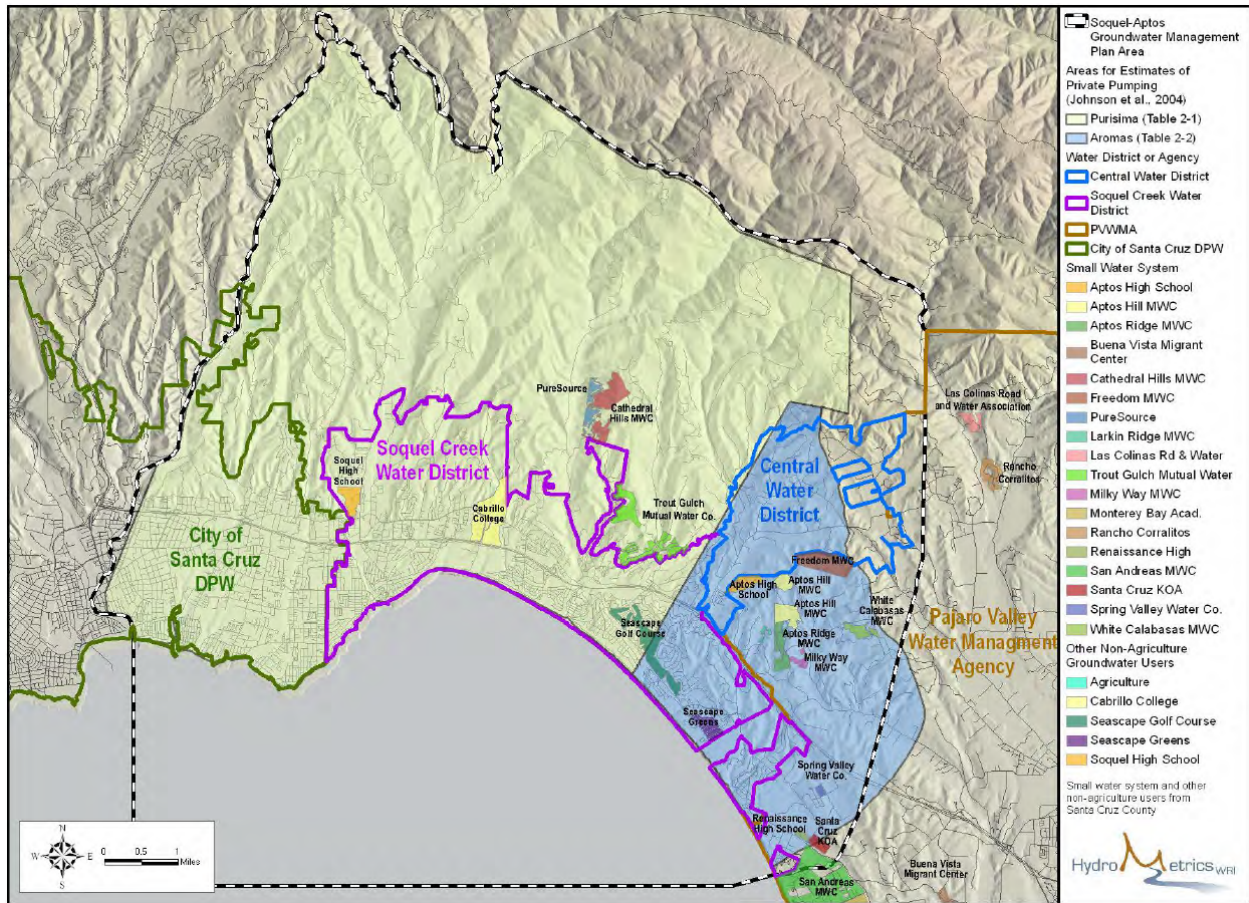 PureSource
Cathedral
Hills MWC
Las Colinas Road
and Water Association
Rancho
Corralitos
Soquel Creek
Water District
Soquel
High
School
Cabrillo
College
Trout Gulch
Mutual Water Co.
Central
Water
District
City of
Santa Cruz
DPW
Freedom MWC
Aptos High
School
Aptos Hill
MWC
Aptos Hill
MWC
White
Calabasas
MWC
Seascape
Golf Course
Aptos Ridge
MWC
Milky Way
MWC
Pajaro Valley
Water Managment
Agency
Seascape
Greens
Spring Valley
Water Co.
Renaissance
High School
Santa
Cruz
KOA
San Andreas
MWC
Buena Vista
Migrant Center
N
W E
S
0 0.5 1
Miles
Soquel-Aptos
Groundwater Management
Plan Area
Areas for Estimates of
Private Pumping
(Johnson et al., 2004)
Purisima (Table 2-1)
Aromas (Table 2-2)
Water District or Agency
Central Water District
Soquel Creek Water
District
PVWMA
City of Santa Cruz DPW
Small Water System
Aptos High School
Aptos Hill MWC
Aptos Ridge MWC
Buena Vista Migrant
Center
Cathedral Hills MWC
Freedom MWC
PureSource
Larkin Ridge MWC
Las Colinas Rd & Water
Trout Gulch Mutual Water
Milky Way MWC
Monterey Bay Acad.
Rancho Corralitos
Renaissance High
San Andreas MWC
Santa Cruz KOA
Spring Valley Water Co.
White Calabasas MWC
Other Non-Agriculture
Groundwater Users
Agriculture
Cabrillo College
Seascape Golf Course
Seascape Greens
Soquel High School
Small water system and other
non-agriculture users from
Santa Cruz County
HydroMetrics WRI